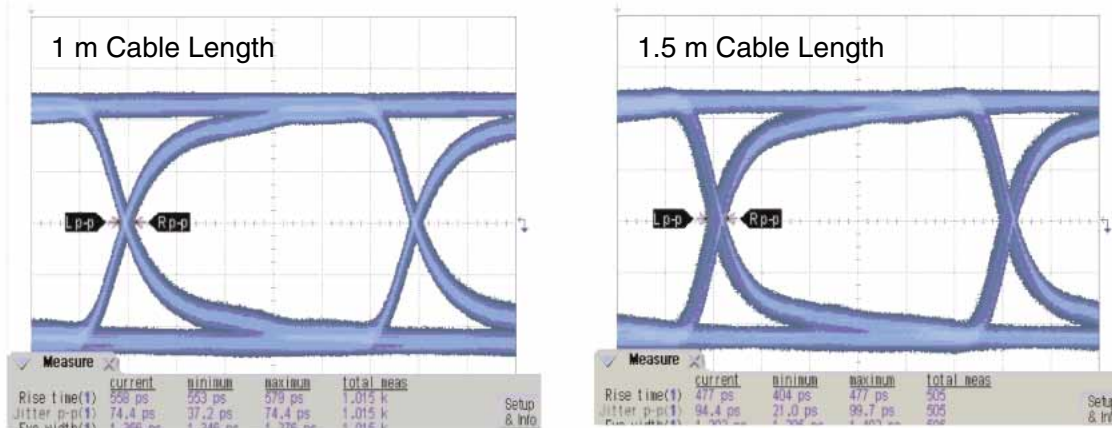 1 m Cable Length
1.5 m Cable Length
Lp-p Rp-p
Lp-p Rp-p
Measure
current minimum maximum total meas
Rise time(1) 558 ps 553 ps 579 ps 1.015 k
Jitter p-p(1) 74.4 ps 37.2 ps 74.4 ps 1.015 k
Setup
& Info
Measure
current minimum maximum total meas
Rise time(1) 477 ps 404 ps 477 ps 505
Jitter p-p(1) 94.4 ps 21.0 ps 99.7 ps 505
Setup
& Info